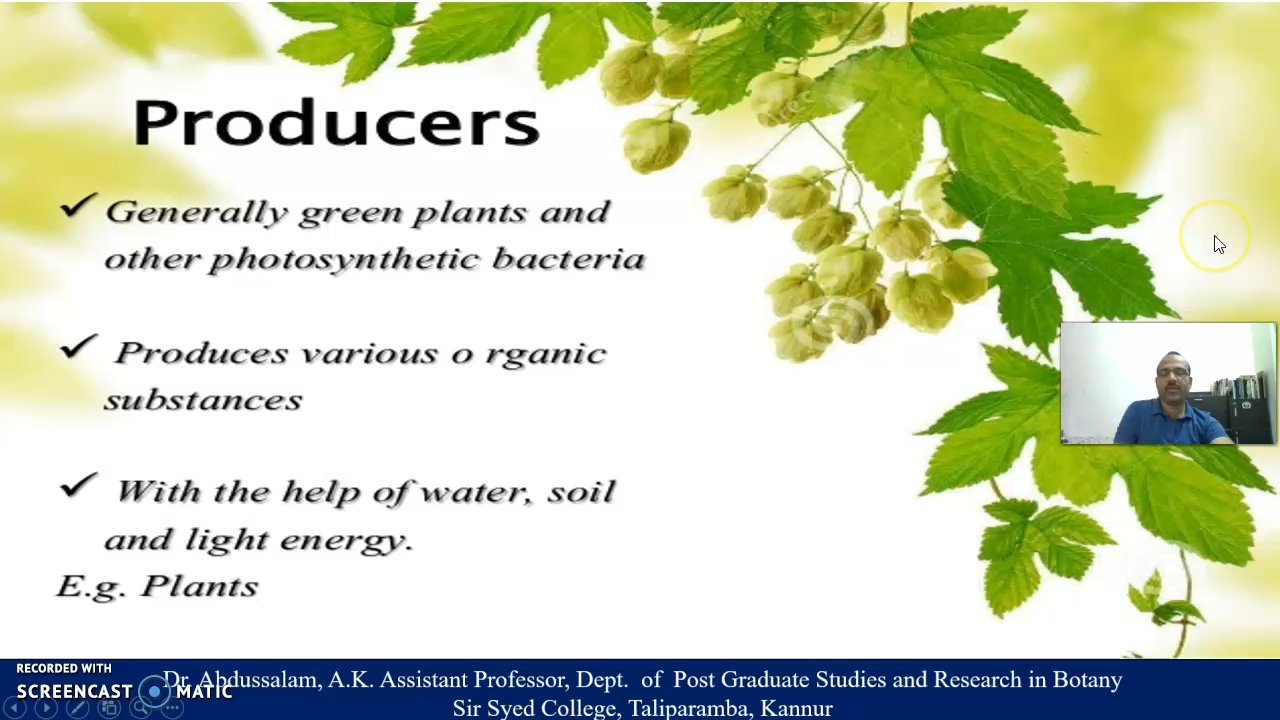 Producers
✓ Generally green plants and
other photosynthetic bacteria
✓ Produces various o rganic
substances
✓ With the help of water, soil
and light energy.
E.g. Plants
RECORDED WITH
SCREENCAST MATIC
Dr. Abdussalam, A.K. Assistant Professor, Dept. of Post Graduate Studies and Research in Botany
Sir Syed College, Taliparamba, Kannur